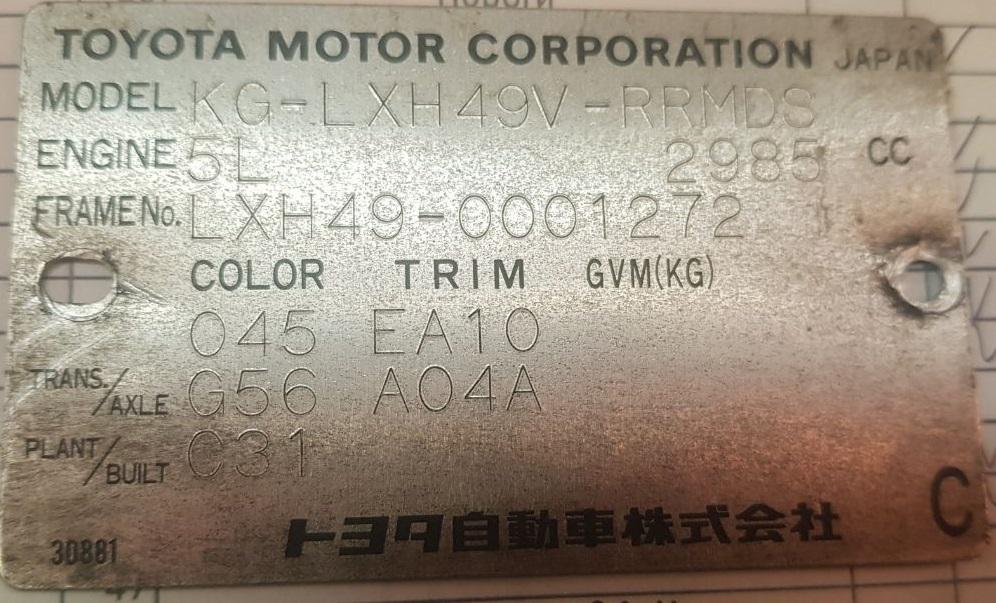 TOYOTA MOTOR CORPORATION JAPAN
MODEL KG-LXH49V-RRMDS
ENGINE 5L 2985 CC
FRAME No. LXH49-0001272
COLOR TRIM GVM(KG)
045 EA10
TRANS./AXLE G56 A04A
PLANT/BUILT C31
C
30881 トヨタ自動車株式会社